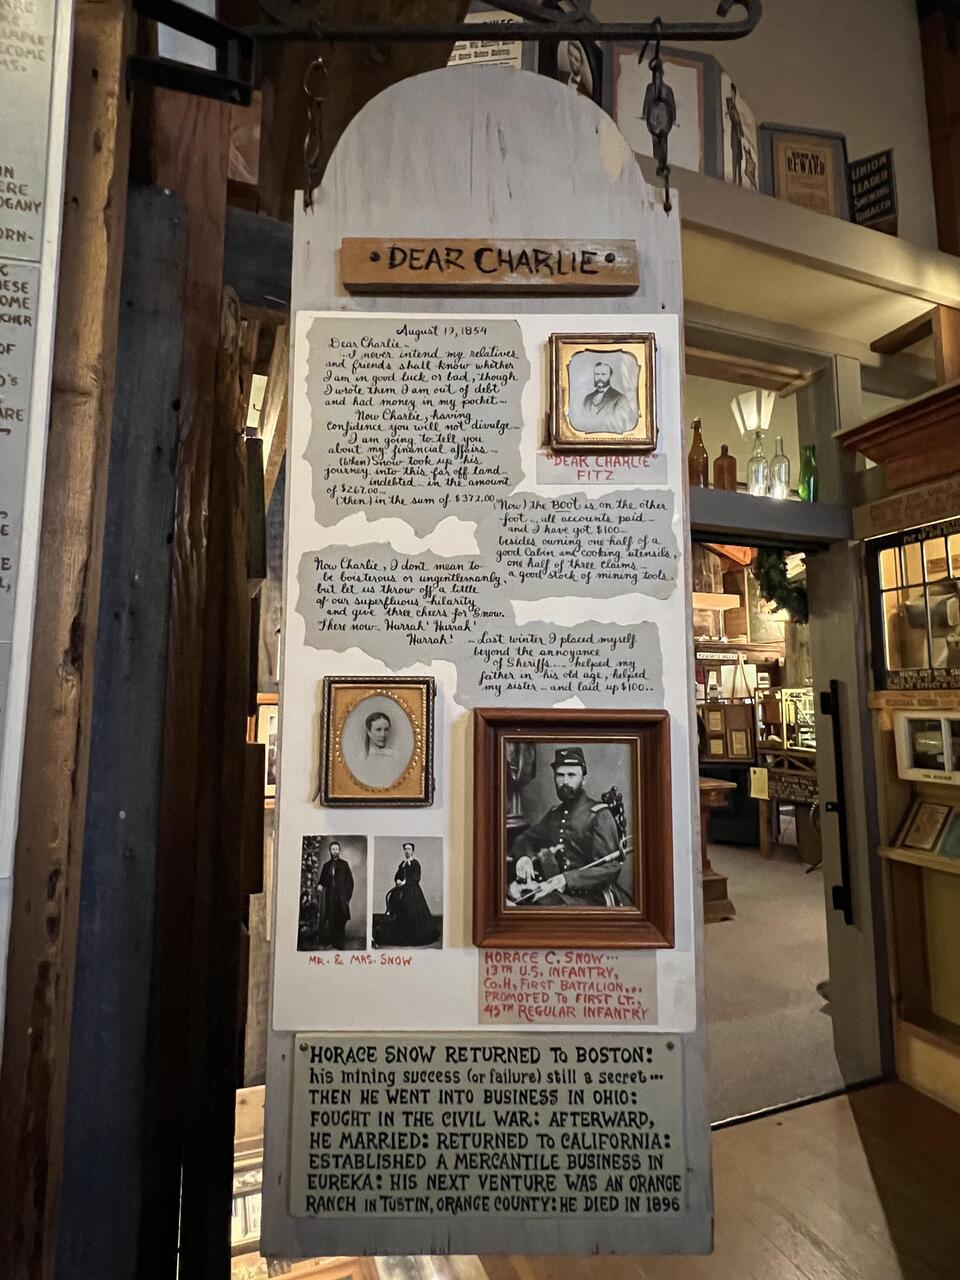 DEAR CHARLIE
August 19, 1854
Dear Charlie..
...I never intend my relatives
and friends shall know whether
I am in good luck or bad, though
I wrote them I am out of debt
and had money in my pocket...
Now Charlie, having
confidence you will not divulge...
I am going to tell you
about my financial affairs...
(When) Snow took up his
journey into this far off land...
indebted... in the amount
of $267.00...
(then) in the sum of $372.00
"DEAR CHARLIE"
FITZ
(Now) the BOOT is on the other
foot... all accounts paid...
and I have got $100...
besides owning one half of a
good Cabin and cooking utensils,
one half of three claims...
a good stock of mining tools.
Now Charlie, I don't mean to
be boisterous or ungentlemanly,
but let us throw off a little
of our superfluous hilarity
and give three cheers for Snow.
There now.. Hurrah! Hurrah!
Hurrah!
...Last winter I placed myself
beyond the annoyance
of Sheriffs... helped my
father in his old age, helped
my sister... and laid up $100..
MR. & MRS. SNOW
HORACE C. SNOW...
13TH U.S. INFANTRY,
Co. H, FIRST BATTALION...
PROMOTED TO FIRST LT.,
45TH REGULAR INFANTRY
HORACE SNOW RETURNED TO BOSTON:
his mining success (or failure) still a secret...
THEN HE WENT INTO BUSINESS IN OHIO:
FOUGHT IN THE CIVIL WAR: AFTERWARD,
HE MARRIED: RETURNED TO CALIFORNIA:
ESTABLISHED A MERCANTILE BUSINESS IN
EUREKA: HIS NEXT VENTURE WAS AN ORANGE
RANCH IN TUSTIN, ORANGE COUNTY: HE DIED IN 1896
REWARD
UNION
LEADER
SMOKING
TOBACCO